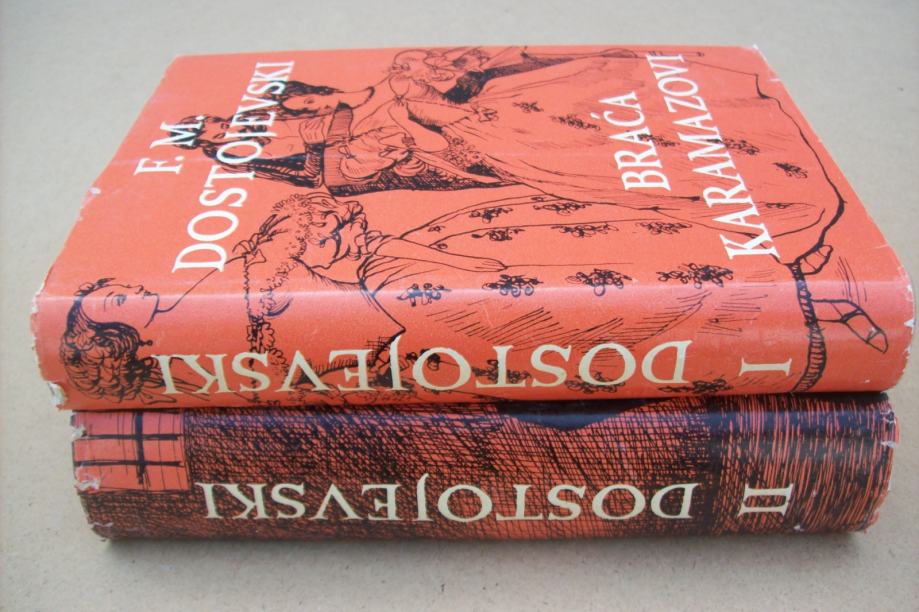 F. M.
DOSTOJEVSKI
BRAĆA
KARAMAZOVI
DOSTOJEVSKI I
DOSTOJEVSKI II